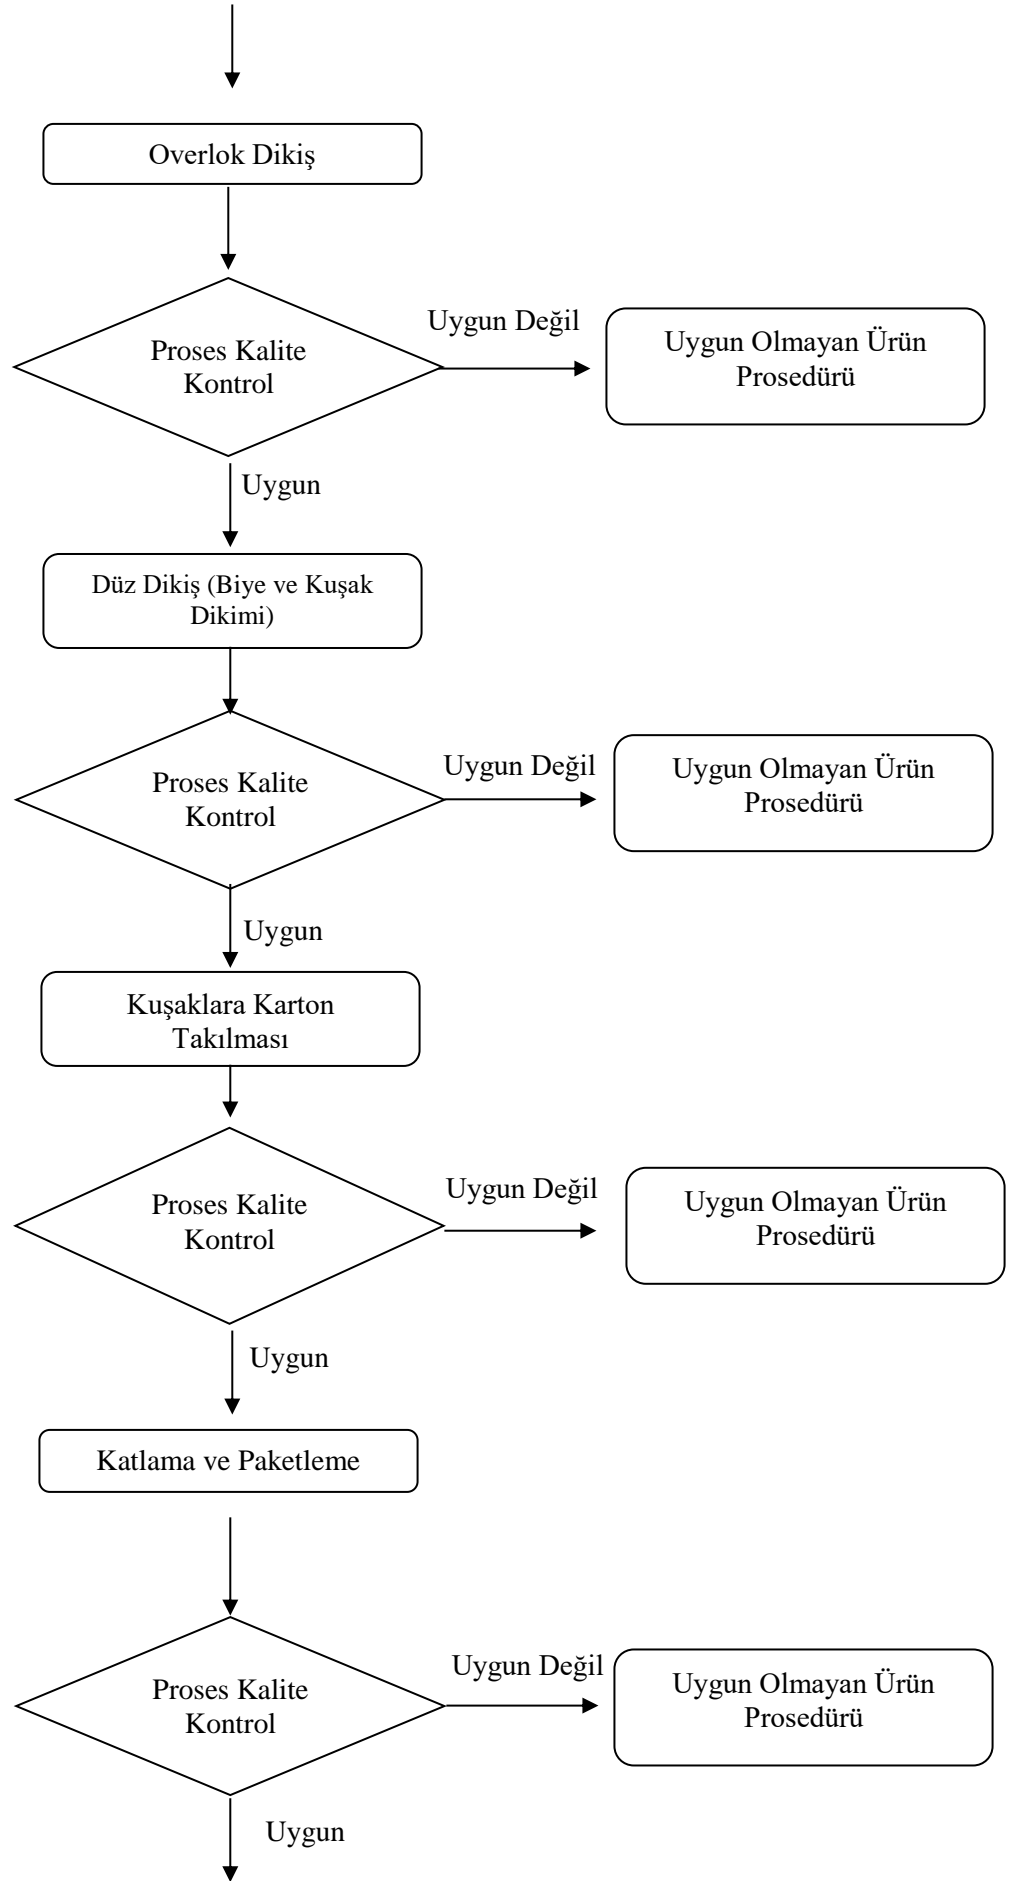 Overlok Dikiş
Proses Kalite
Kontrol
Uygun Değil
Uygun Olmayan Ürün
Prosedürü
Uygun
Düz Dikiş (Biye ve Kuşak
Dikimi)
Proses Kalite
Kontrol
Uygun Değil
Uygun Olmayan Ürün
Prosedürü
Uygun
Kuşaklara Karton
Takılması
Proses Kalite
Kontrol
Uygun Değil
Uygun Olmayan Ürün
Prosedürü
Uygun
Katlama ve Paketleme
Proses Kalite
Kontrol
Uygun Değil
Uygun Olmayan Ürün
Prosedürü
Uygun